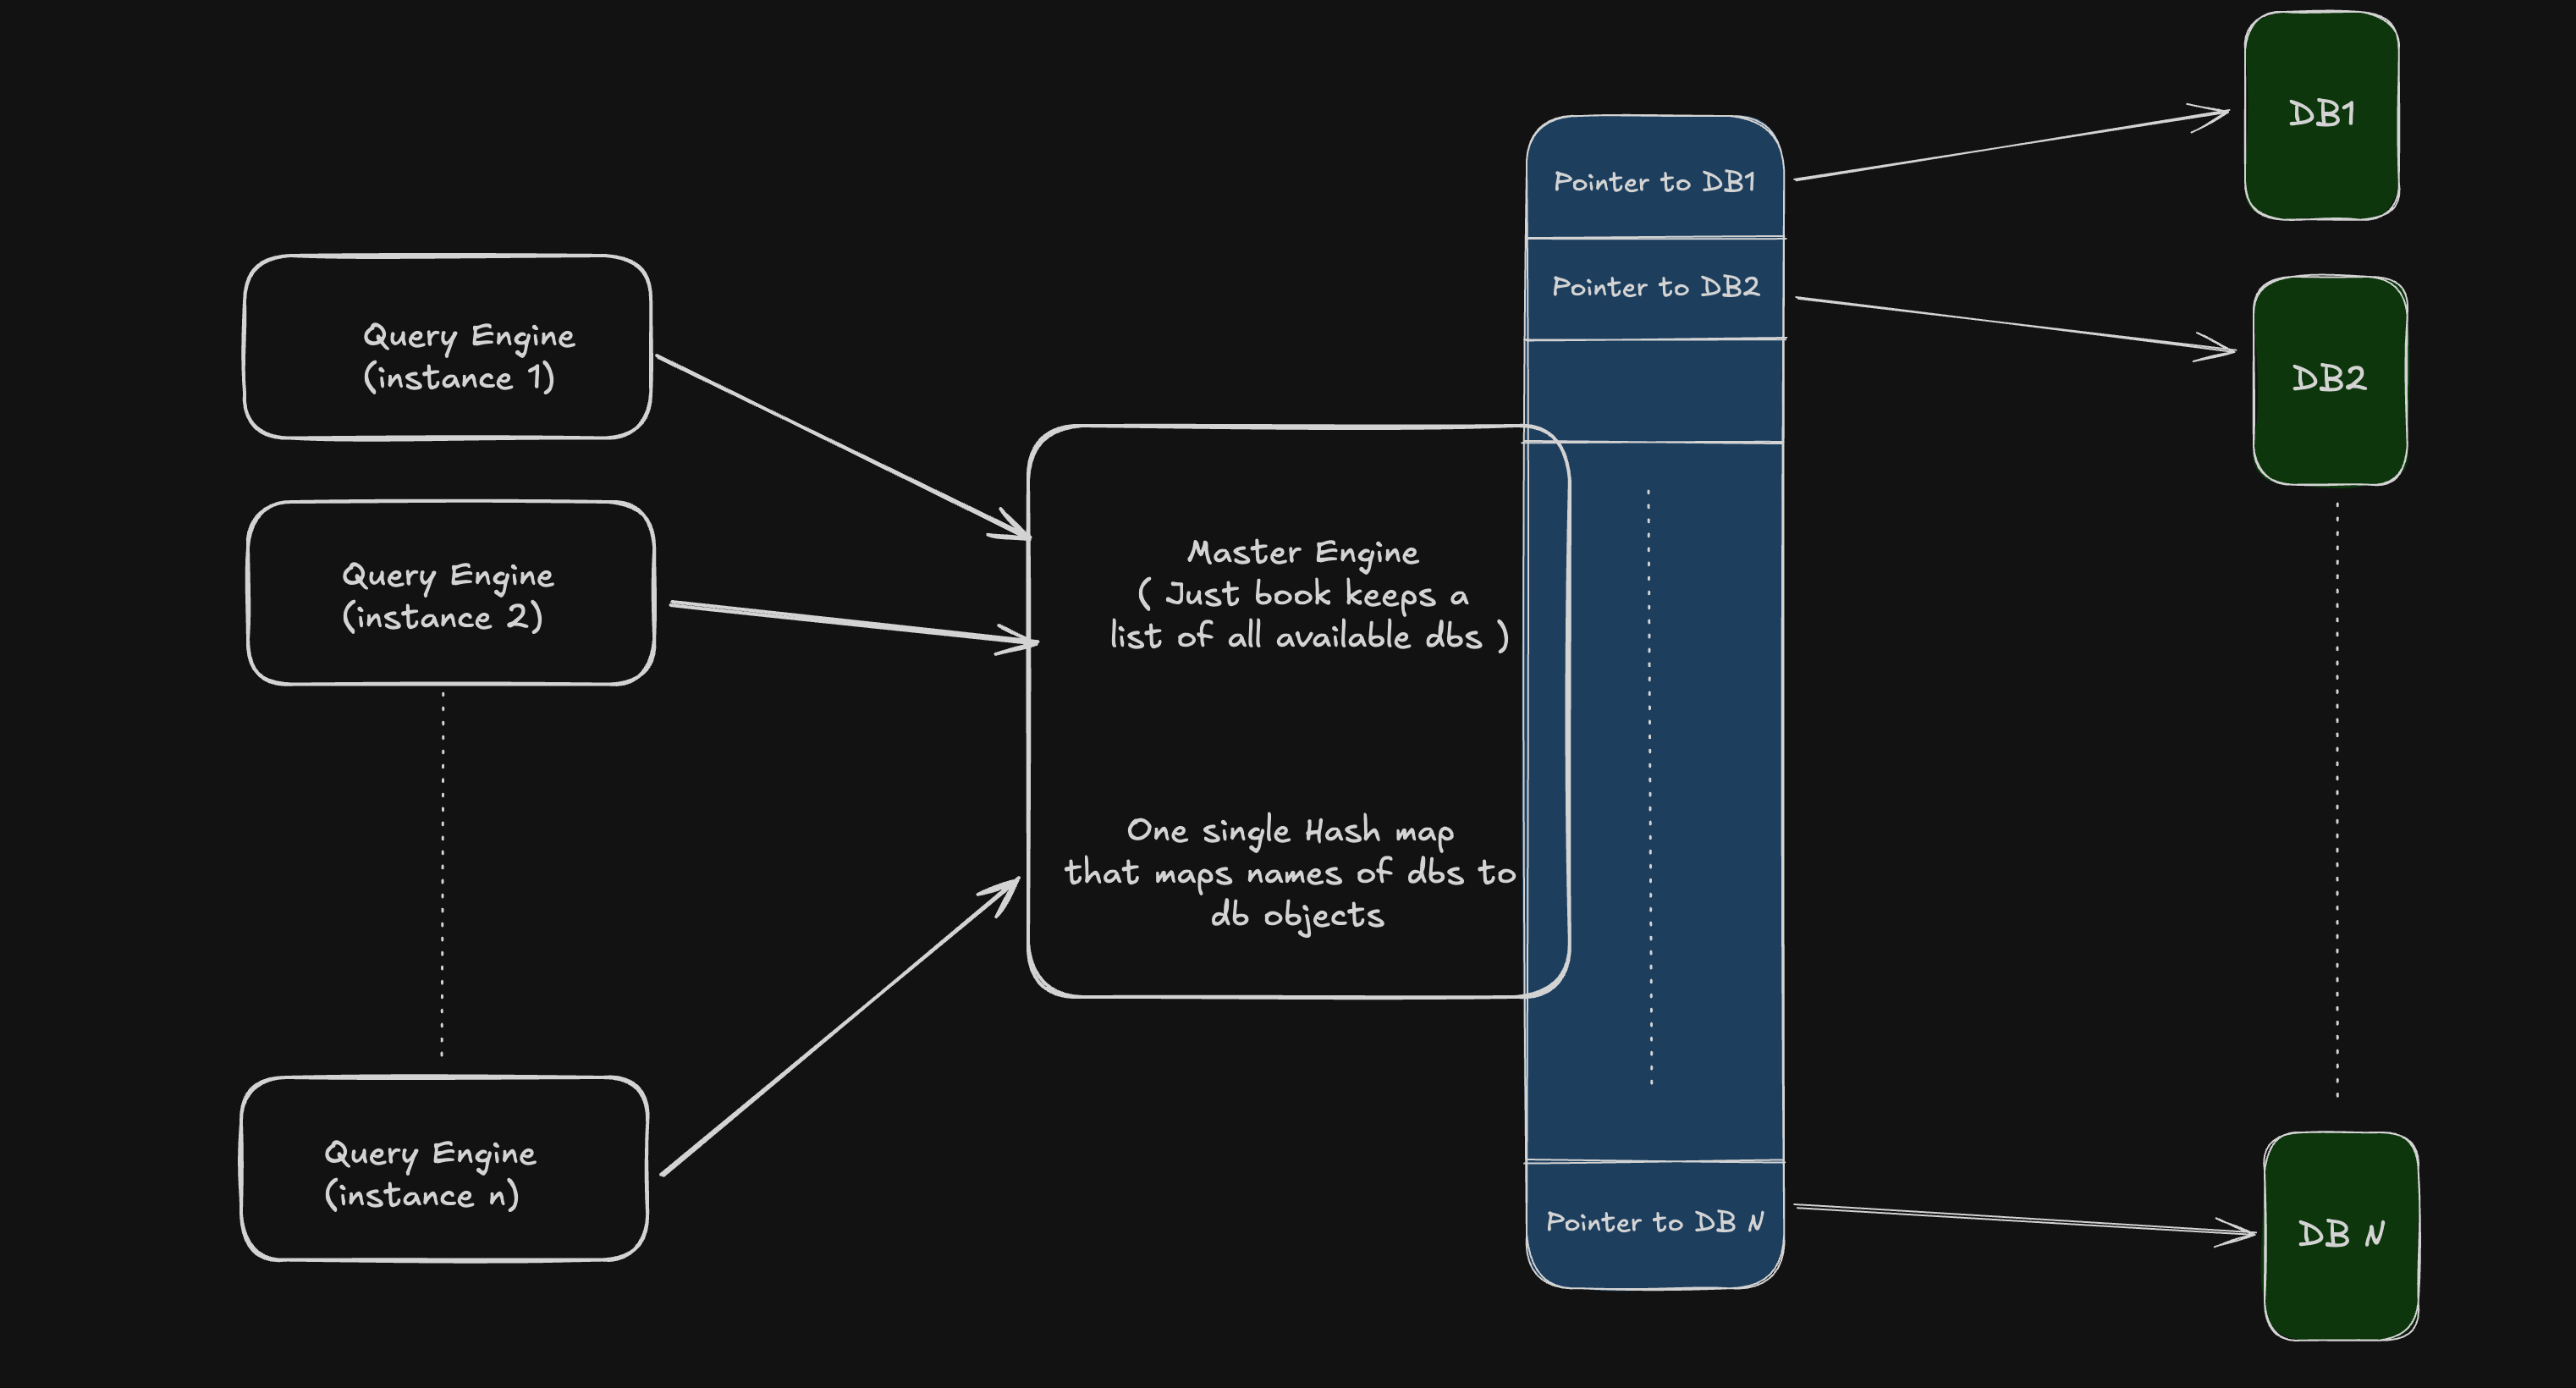 Query Engine
(instance 1)
Query Engine
(instance 2)
Query Engine
(instance n)
Master Engine
( Just book keeps a
list of all available dbs )
One single Hash map
that maps names of dbs to
db objects
Pointer to DB1
Pointer to DB2
Pointer to DB N
DB1
DB2
DB N